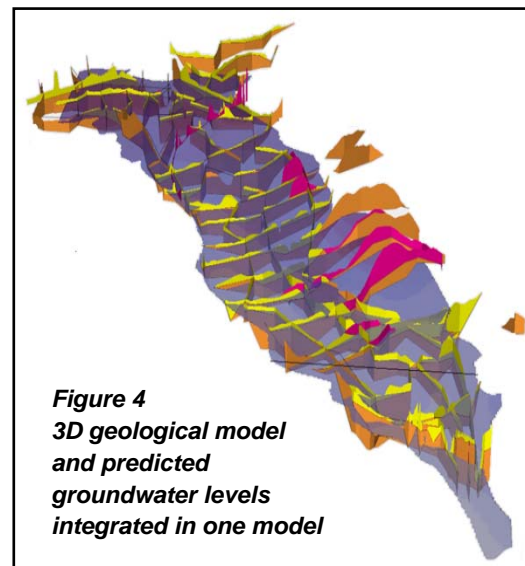 Figure 4
3D geological model
and predicted
groundwater levels
integrated in one model